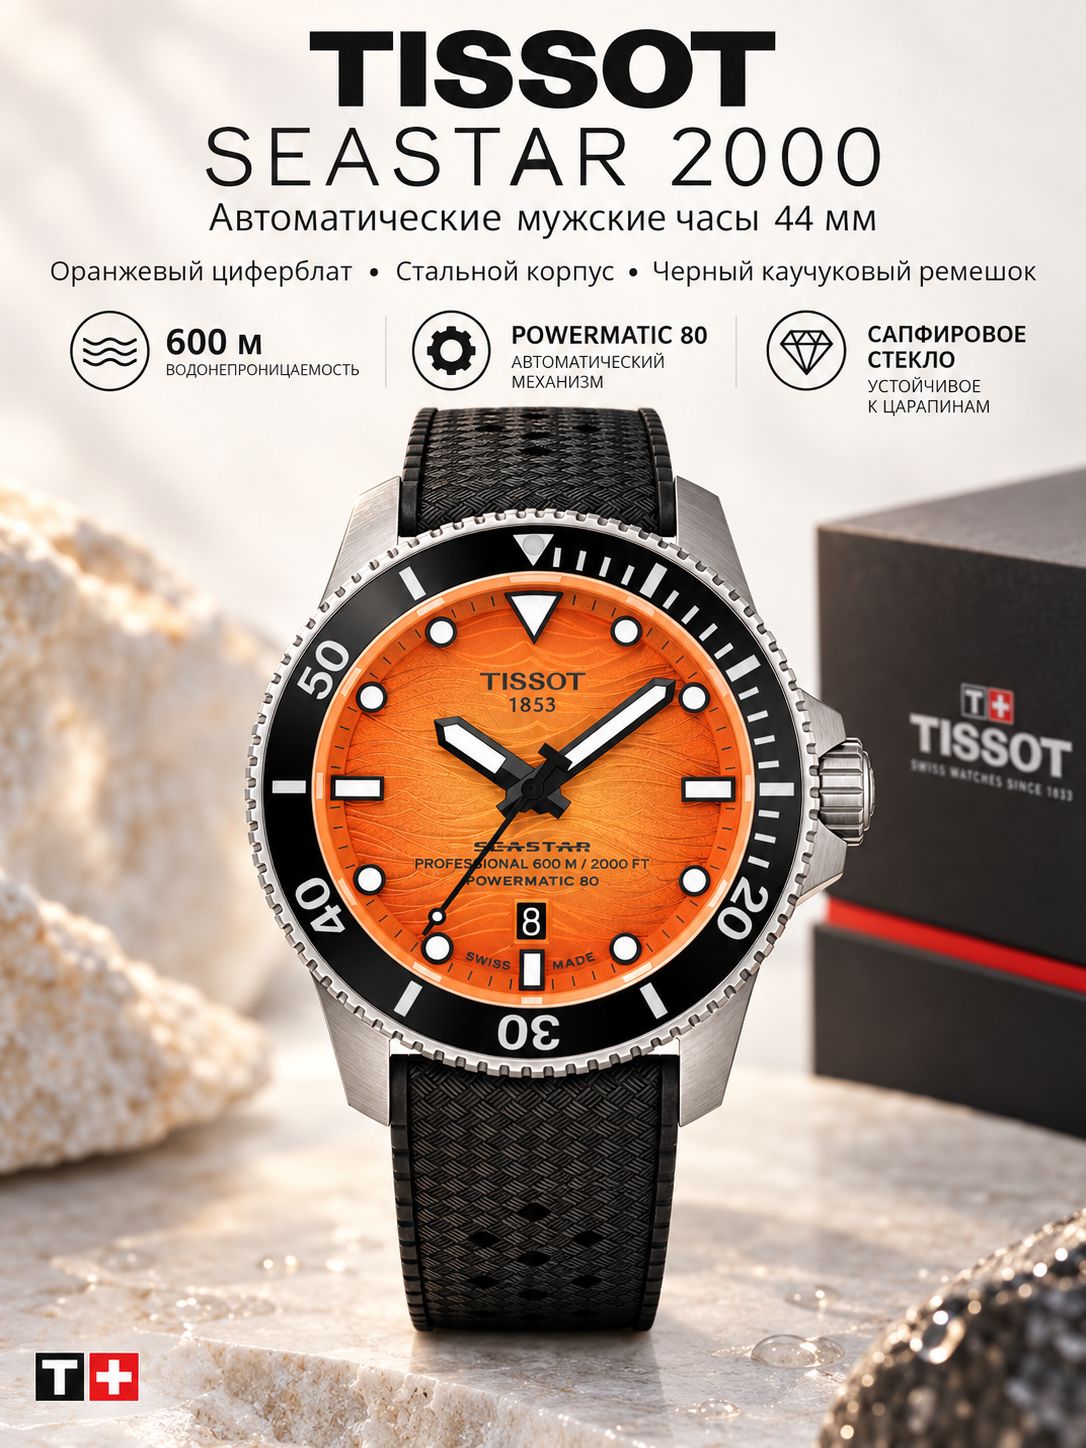 TISSOT
SEASTAR 2000
Автоматические мужские часы 44 мм
Оранжевый циферблат • Стальной корпус • Черный каучуковый ремешок
600 м
ВОДОНЕПРОНИЦАЕМОСТЬ
POWERMATIC 80
АВТОМАТИЧЕСКИЙ
МЕХАНИЗМ
САПФИРОВОЕ
СТЕКЛО
УСТОЙЧИВОЕ
К ЦАРАПИНАМ
50
40
30
20
TISSOT
1853
SEASTAR
PROFESSIONAL 600 M / 2000 FT
POWERMATIC 80
8
SWISS MADE
T+
TISSOT
SWISS WATCHES SINCE 1853
T+